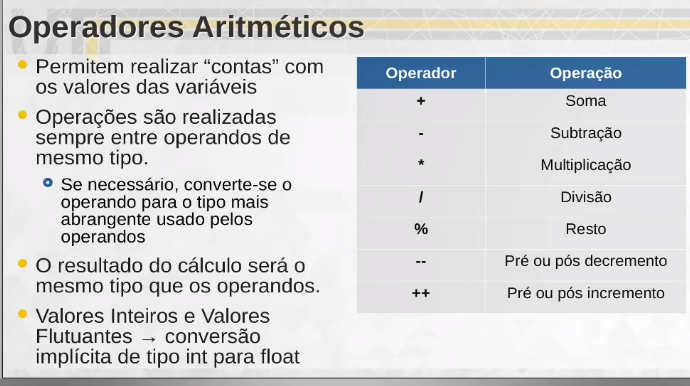 Operadores Aritméticos
Permitem realizar “contas” com
os valores das variáveis
Operações são realizadas
sempre entre operandos de
mesmo tipo.
Se necessário, converte-se o
operando para o tipo mais
abrangente usado pelos
operandos
O resultado do cálculo será o
mesmo tipo que os operandos.
Valores Inteiros e Valores
Flutuantes → conversão
implícita de tipo int para float
Operador Operação
+ Soma
- Subtração
* Multiplicação
/ Divisão
% Resto
-- Pré ou pós decremento
++ Pré ou pós incremento